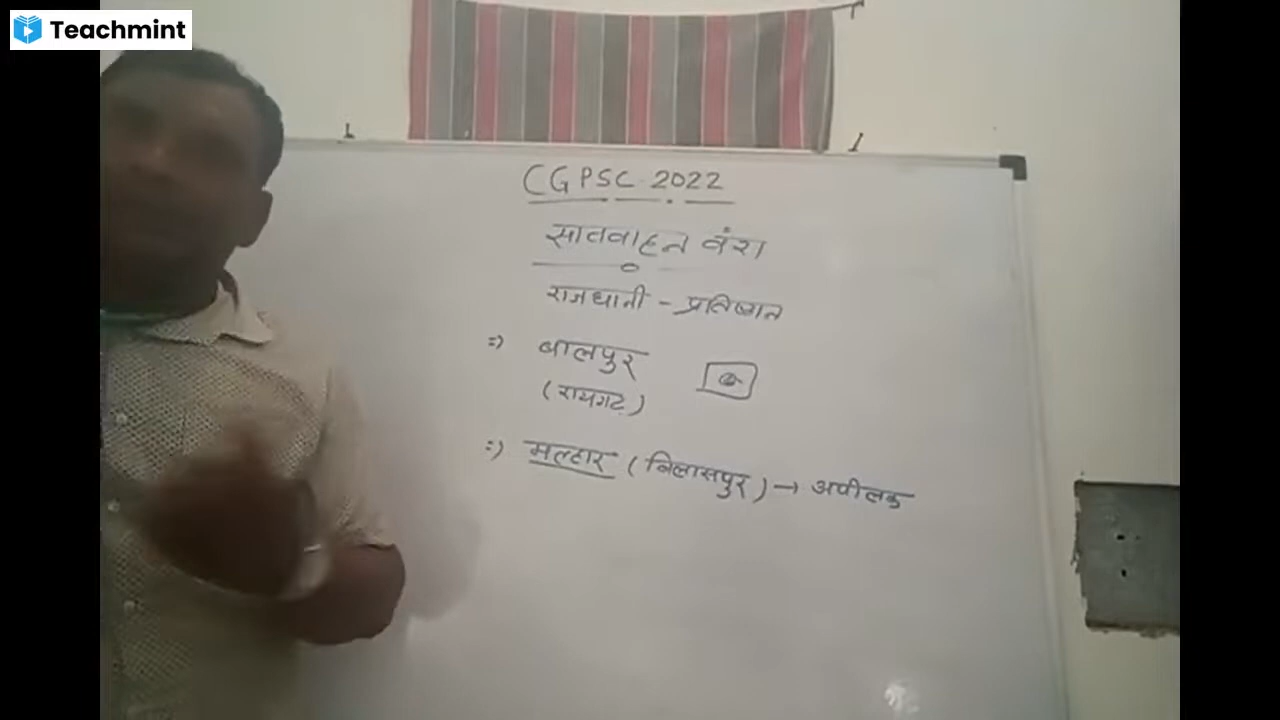 Teachmint
CGPSC 2022
सातवाहन वंश
राजधानी - प्रतिष्ठान
⇒ बालपुर
(रायगढ़)
⇒ मल्हार (बिलासपुर) → अपीलक